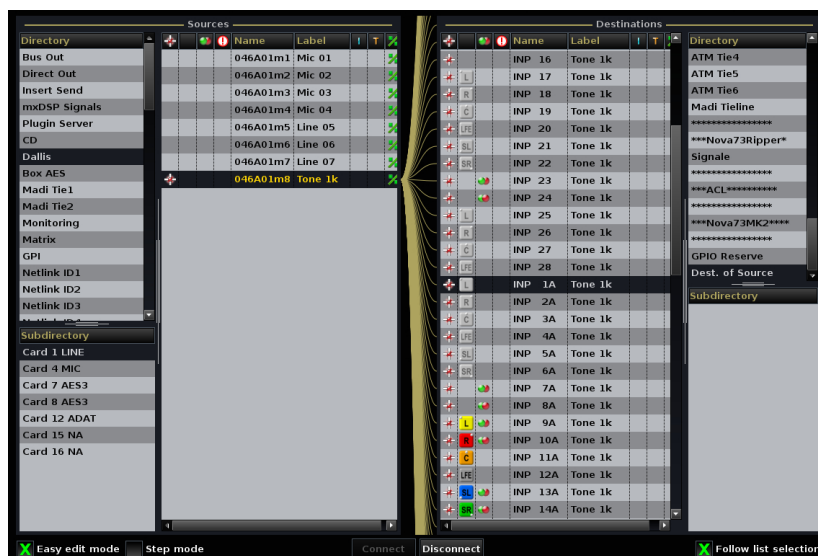 Sources
Directory
Bus Out
Direct Out
Insert Send
mxDSP Signals
Plugin Server
CD
Dallis
Box AES
Madi Tie1
Madi Tie2
Monitoring
Matrix
GPI
Netlink ID1
Netlink ID2
Netlink ID3
Subdirectory
Card 1 LINE
Card 4 MIC
Card 7 AES3
Card 8 AES3
Card 12 ADAT
Card 15 NA
Card 16 NA
Name Label I T
046A01m1 Mic 01
046A01m2 Mic 02
046A01m3 Mic 03
046A01m4 Mic 04
046A01m5 Line 05
046A01m6 Line 06
046A01m7 Line 07
046A01m8 Tone 1k
Destinations
Name Label I T
INP 16 Tone 1k
L INP 17 Tone 1k
R INP 18 Tone 1k
C INP 19 Tone 1k
LFE INP 20 Tone 1k
SL INP 21 Tone 1k
SR INP 22 Tone 1k
INP 23 Tone 1k
INP 24 Tone 1k
L INP 25 Tone 1k
R INP 26 Tone 1k
C INP 27 Tone 1k
LFE INP 28 Tone 1k
L INP 1A Tone 1k
R INP 2A Tone 1k
C INP 3A Tone 1k
LFE INP 4A Tone 1k
SL INP 5A Tone 1k
SR INP 6A Tone 1k
INP 7A Tone 1k
INP 8A Tone 1k
L INP 9A Tone 1k
R INP 10A Tone 1k
C INP 11A Tone 1k
LFE INP 12A Tone 1k
SL INP 13A Tone 1k
SR INP 14A Tone 1k
Directory
ATM Tie4
ATM Tie5
ATM Tie6
Madi Tieline
****************
***Nova73Ripper*
Signale
****************
***ACL**********
****************
***Nova73MK2****
****************
GPIO Reserve
Dest. of Source
Subdirectory
X Easy edit mode Step mode Connect Disconnect X Follow list selection